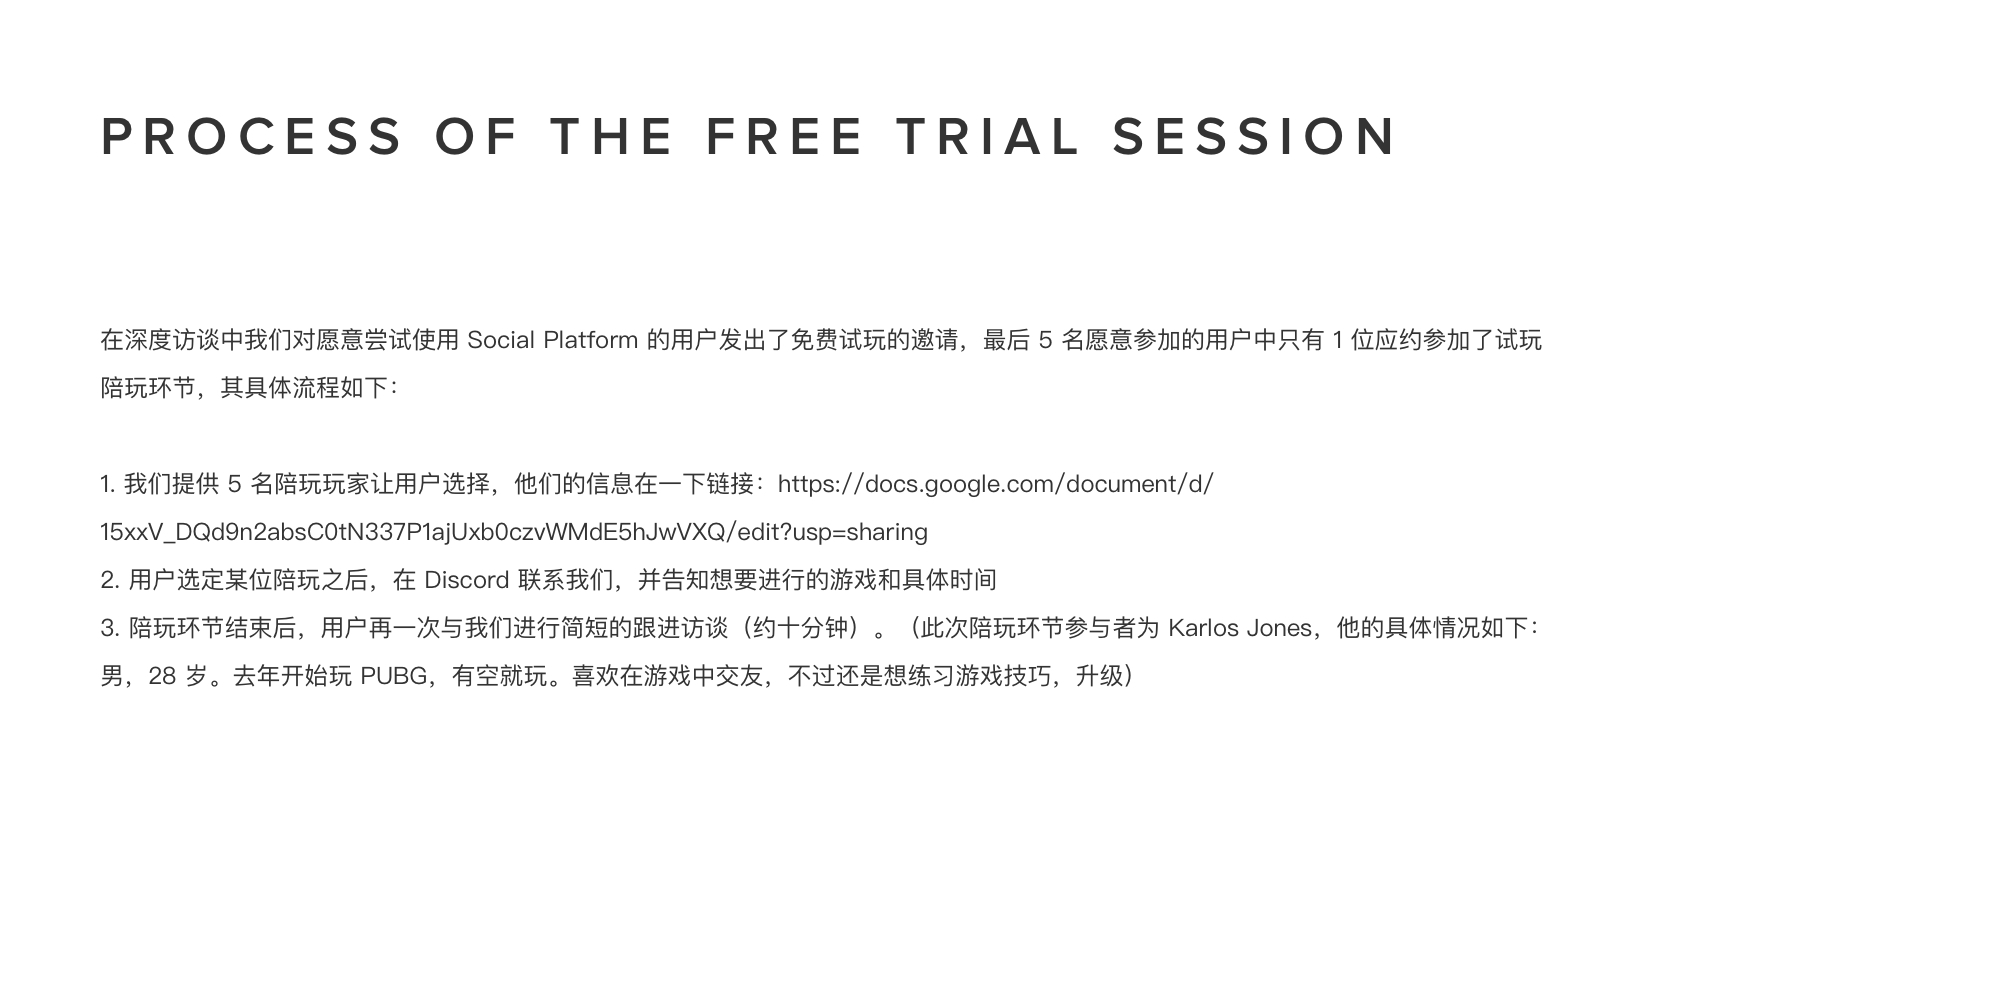 PROCESS OF THE FREE TRIAL SESSION
在深度访谈中我们对愿意尝试使用 Social Platform 的用户发出了免费试玩的邀请，最后 5 名愿意参加的用户中只有 1 位应约参加了试玩
陪玩环节，其具体流程如下：
1. 我们提供 5 名陪玩玩家让用户选择，他们的信息在一下链接：https://docs.google.com/document/d/
15xxV_DQd9n2absC0tN337P1ajUxb0czvWMdE5hJwVXQ/edit?usp=sharing
2. 用户选定某位陪玩之后，在 Discord 联系我们，并告知想要进行的游戏和具体时间
3. 陪玩环节结束后，用户再一次与我们进行简短的跟进访谈（约十分钟）。（此次陪玩环节参与者为 Karlos Jones，他的具体情况如下：
男，28 岁。去年开始玩 PUBG，有空就玩。喜欢在游戏中交友，不过还是想练习游戏技巧，升级）